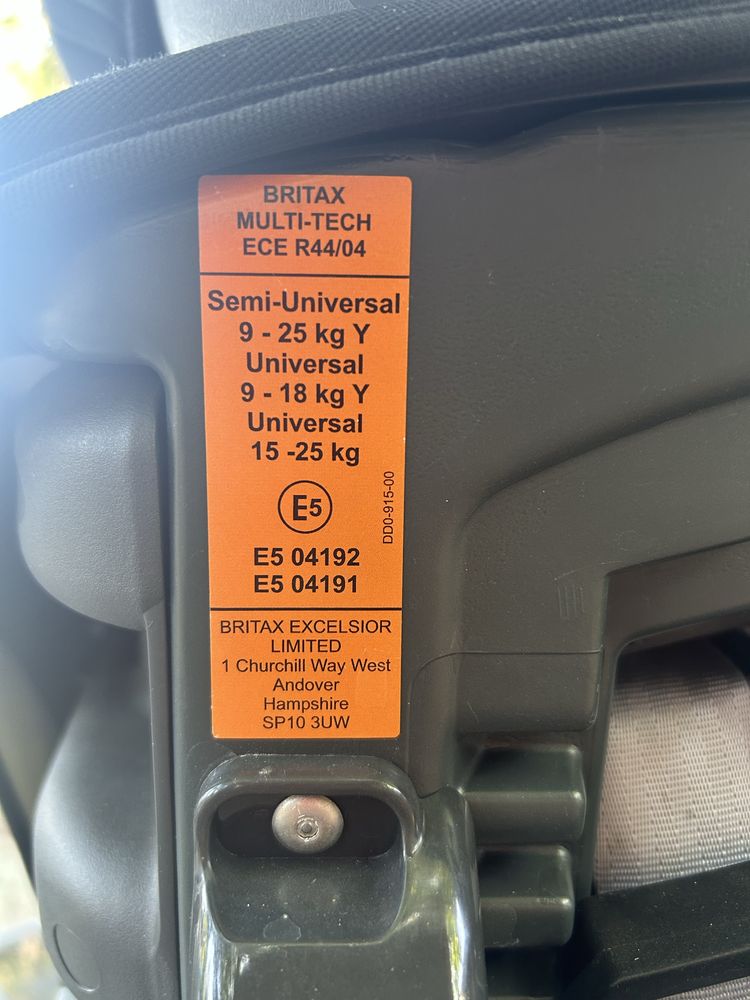 BRITAX
MULTI-TECH
ECE R44/04
Semi-Universal
9 - 25 kg Y
Universal
9 - 18 kg Y
Universal
15 -25 kg
E5
DD0-915-00
E5 04192
E5 04191
BRITAX EXCELSIOR
LIMITED
1 Churchill Way West
Andover
Hampshire
SP10 3UW